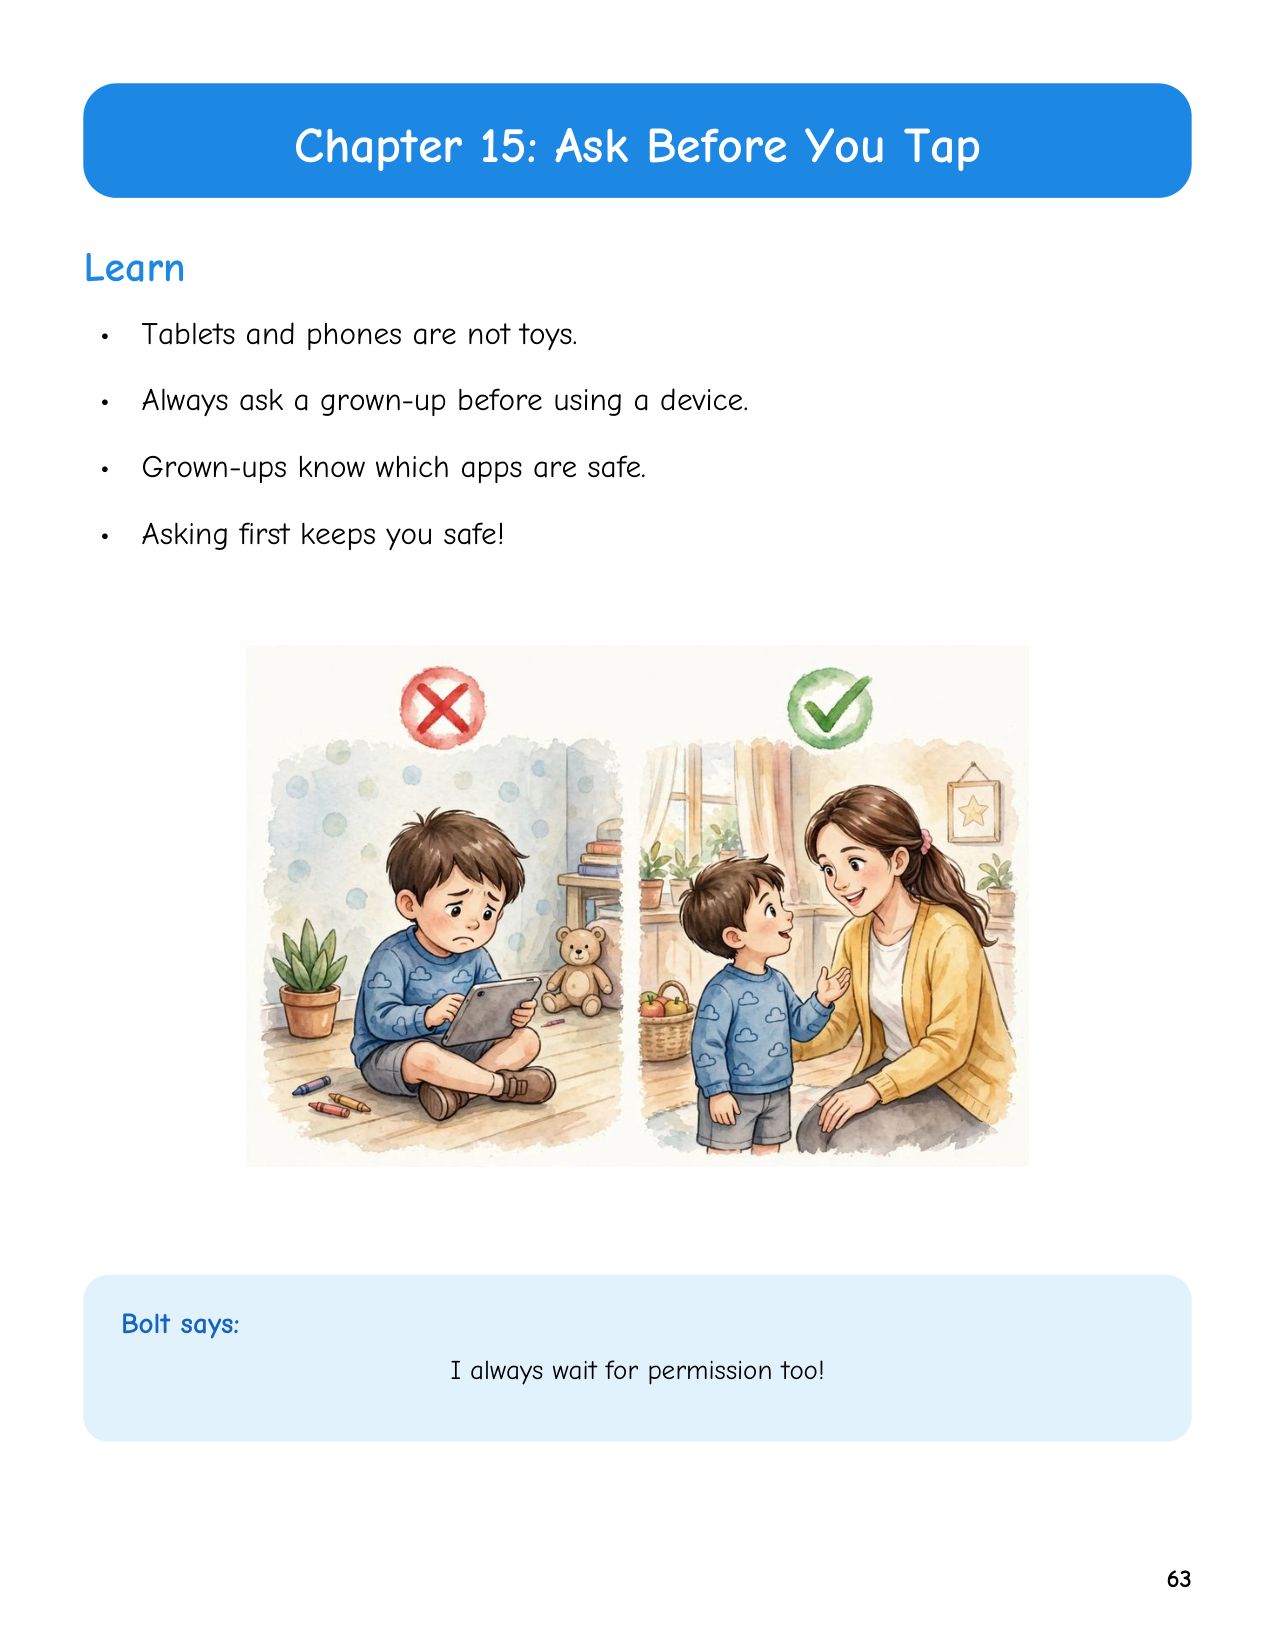 Chapter 15: Ask Before You Tap
Learn
• Tablets and phones are not toys.
• Always ask a grown-up before using a device.
• Grown-ups know which apps are safe.
• Asking first keeps you safe!
Bolt says:
I always wait for permission too!
63